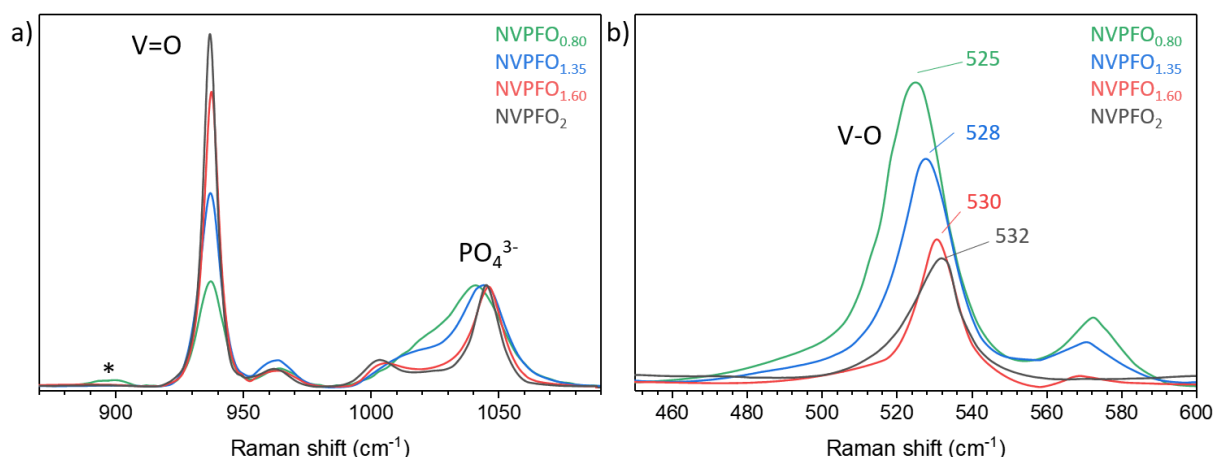 a)
V=O
NVPFO₀.₈₀
NVPFO₁.₃₅
NVPFO₁.₆₀
NVPFO₂
PO₄³⁻
*
900
950
1000
1050
Raman shift (cm⁻¹)
b)
NVPFO₀.₈₀
NVPFO₁.₃₅
NVPFO₁.₆₀
NVPFO₂
525
V-O
528
530
532
460
480
500
520
540
560
580
600
Raman shift (cm⁻¹)